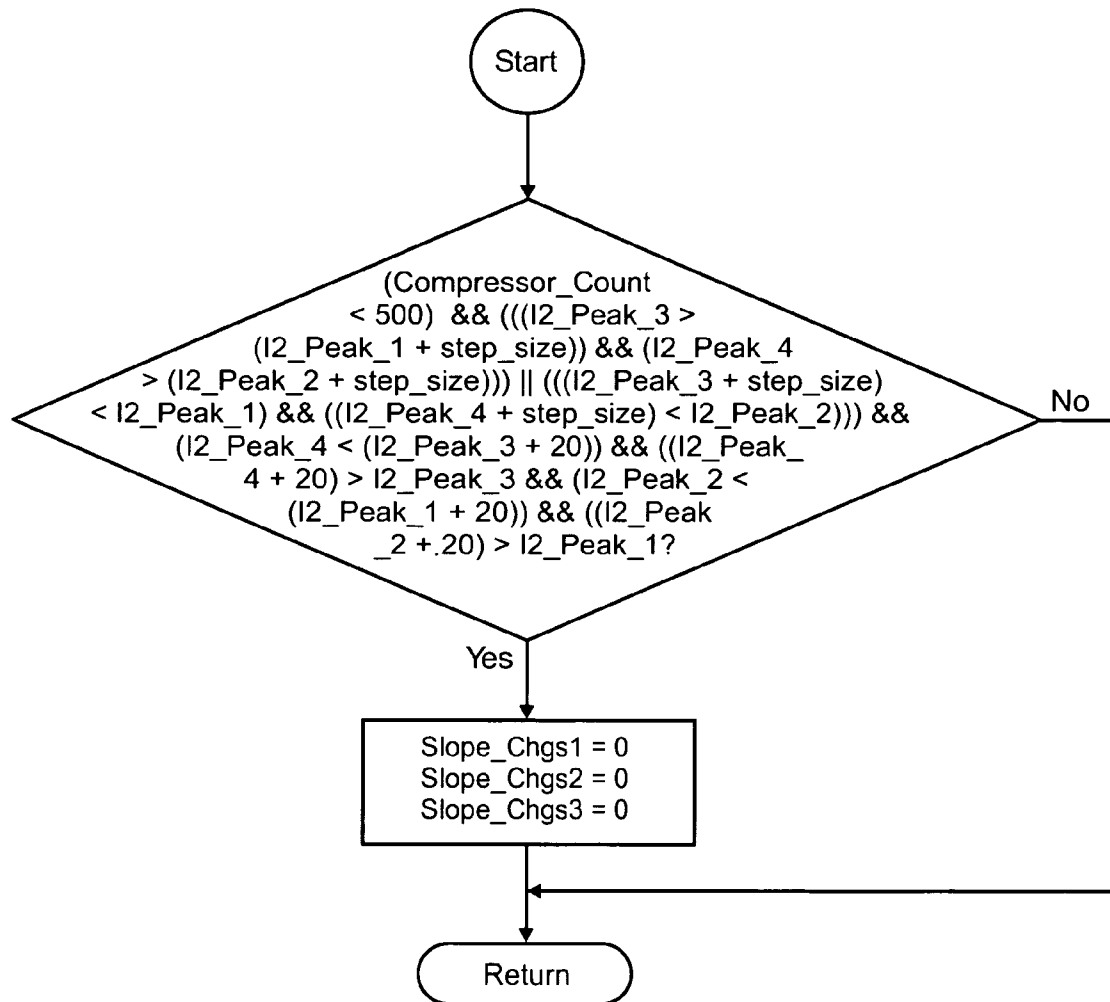 Start
(Compressor_Count
< 500) && (((I2_Peak_3 >
(I2_Peak_1 + step_size)) && (I2_Peak_4
> (I2_Peak_2 + step_size))) || (((I2_Peak_3 + step_size)
< I2_Peak_1) && ((I2_Peak_4 + step_size) < I2_Peak_2))) &&
(I2_Peak_4 < (I2_Peak_3 + 20)) && ((I2_Peak_
4 + 20) > I2_Peak_3 && (I2_Peak_2 <
(I2_Peak_1 + 20)) && ((I2_Peak
_2 +.20) > I2_Peak_1?
No
Yes
Slope_Chgs1 = 0
Slope_Chgs2 = 0
Slope_Chgs3 = 0
Return